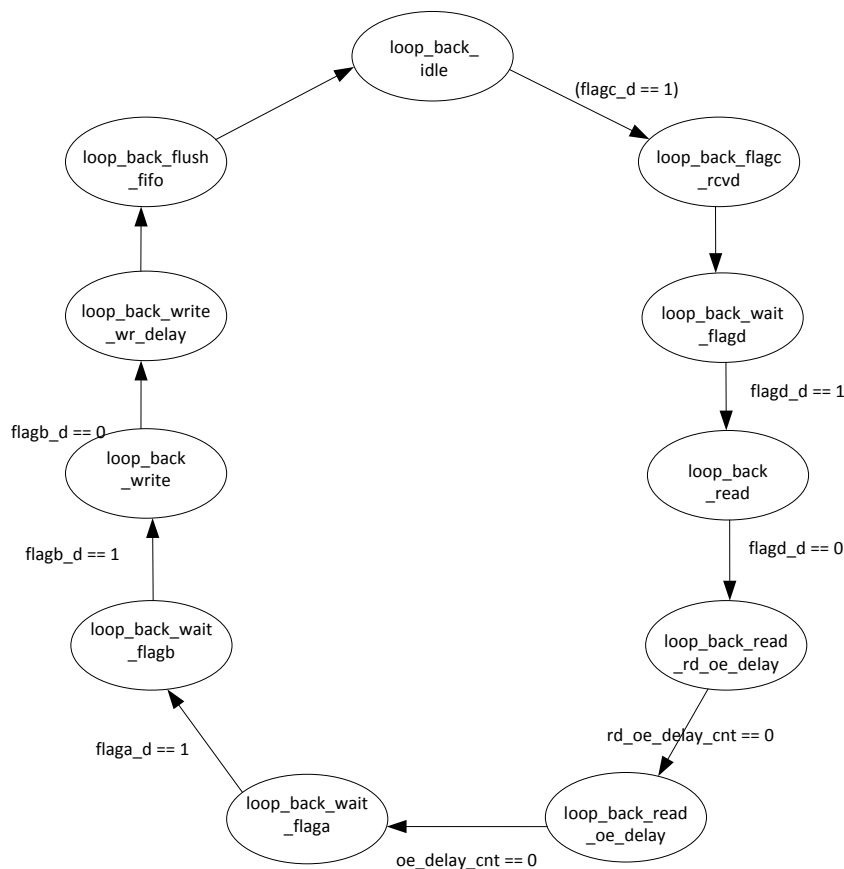 loop_back_
idle
(flagc_d == 1)
loop_back_flagc
_rcvd
loop_back_wait
_flagd
flagd_d == 1
loop_back
_read
flagd_d == 0
loop_back_read
_rd_oe_delay
rd_oe_delay_cnt == 0
loop_back_read
_oe_delay
oe_delay_cnt == 0
loop_back_wait
_flaga
flaga_d == 1
loop_back_wait
_flagb
flagb_d == 1
loop_back
_write
flagb_d == 0
loop_back_write
_wr_delay
loop_back_flush
_fifo